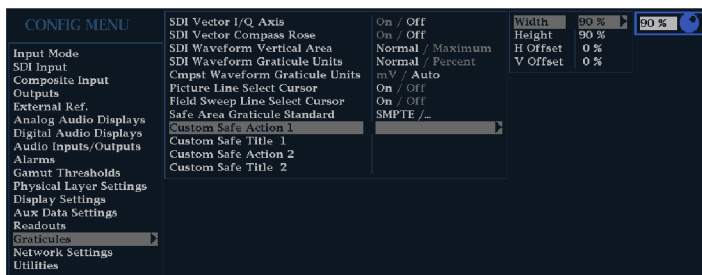 CONFIG MENU
Input Mode
SDI Input
Composite Input
Outputs
External Ref.
Analog Audio Displays
Digital Audio Displays
Audio Inputs/Outputs
Alarms
Gamut Thresholds
Physical Layer Settings
Display Settings
Aux Data Settings
Readouts
Graticules
Network Settings
Utilities
SDI Vector I/Q Axis On / Off
SDI Vector Compass Rose On / Off
SDI Waveform Vertical Area Normal / Maximum
SDI Waveform Graticule Units Normal / Percent
Cmpst Waveform Graticule Units mV / Auto
Picture Line Select Cursor On / Off
Field Sweep Line Select Cursor On / Off
Safe Area Graticule Standard SMPTE /...
Custom Safe Action 1
Custom Safe Title 1
Custom Safe Action 2
Custom Safe Title 2
Width 90 %
Height 90 %
H Offset 0 %
V Offset 0 %
90 %